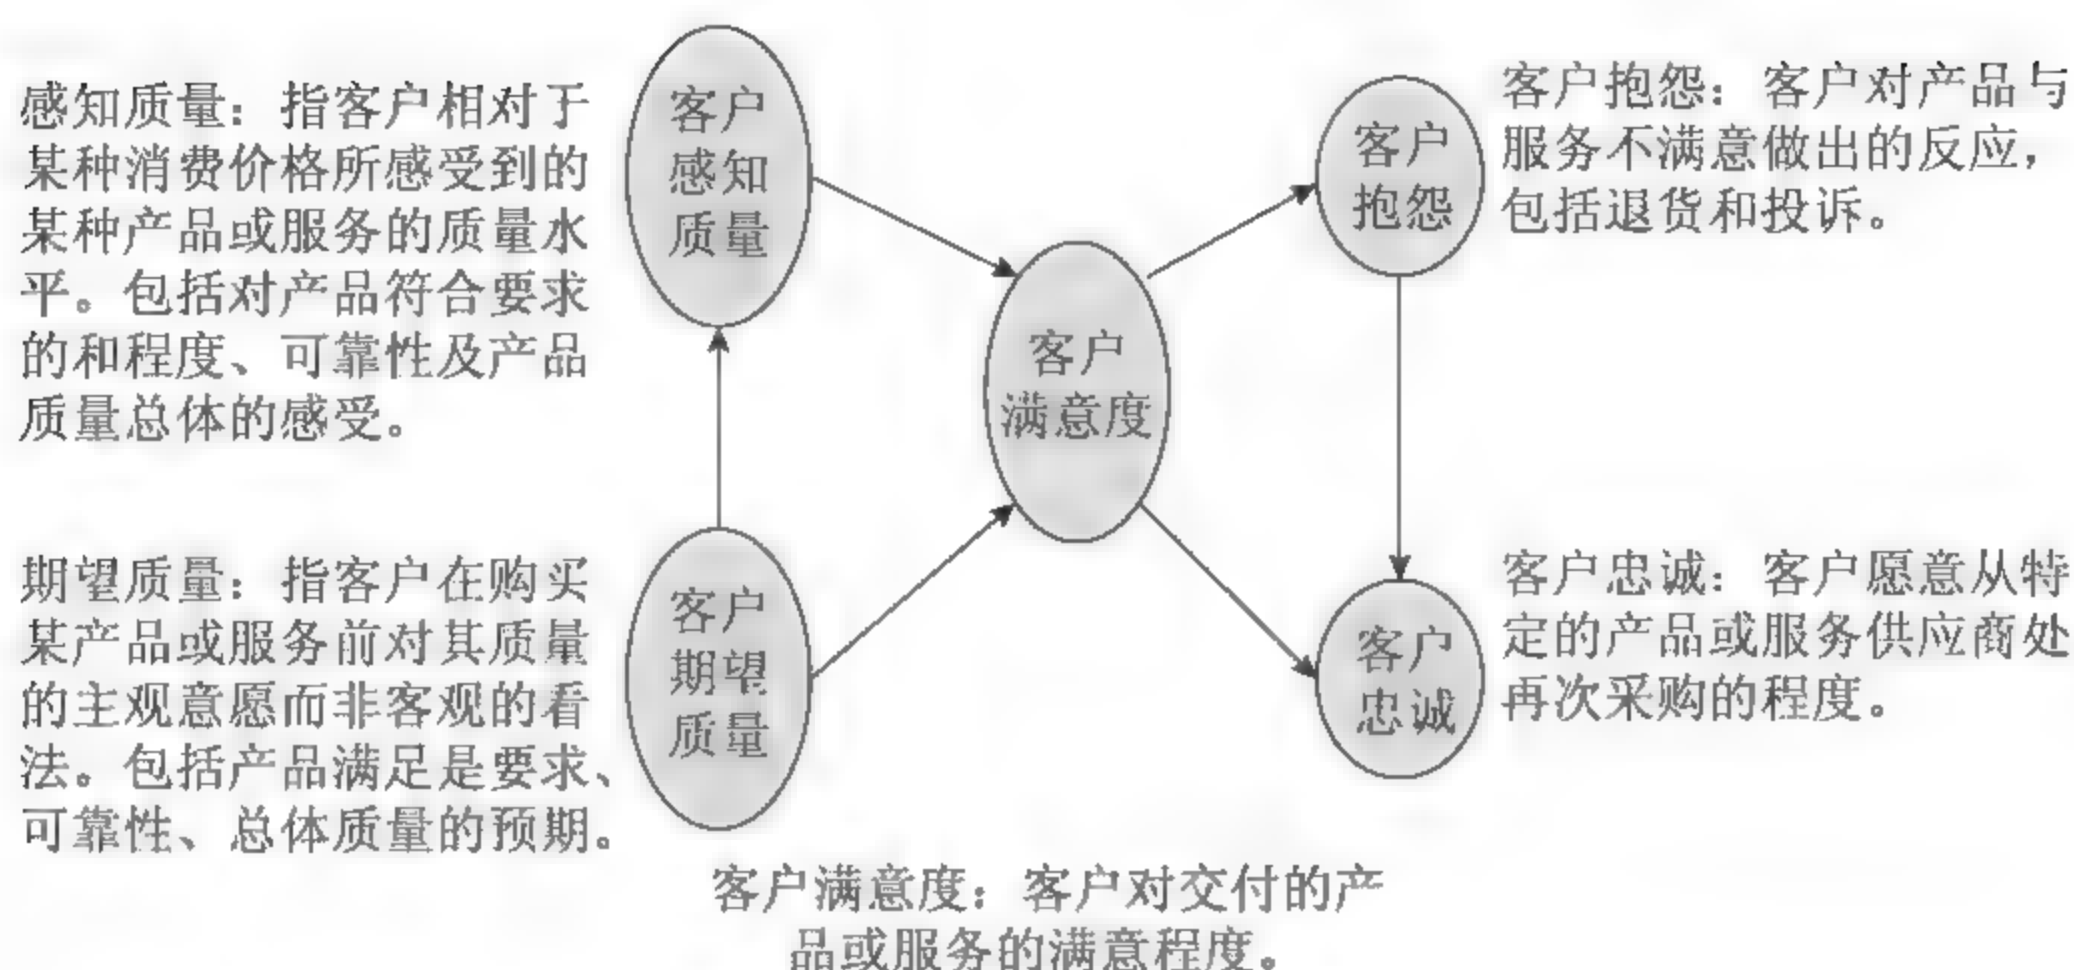 感知质量：指客户相对于
某种消费价格所感受到的
某种产品或服务的质量水
平。包括对产品符合要求
的和程度、可靠性及产品
质量总体的感受。
期望质量：指客户在购买
某产品或服务前对其质量
的主观意愿而非客观的看
法。包括产品满足是要求、
可靠性、总体质量的预期。
客户
感知
质量
客户
期望
质量
客户
满意度
客户
抱怨
客户
忠诚
客户抱怨：客户对产品与
服务不满意做出的反应，
包括退货和投诉。
客户忠诚：客户愿意从特
定的产品或服务供应商处
再次采购的程度。
客户满意度：客户对交付的产
品或服务的满意程度。